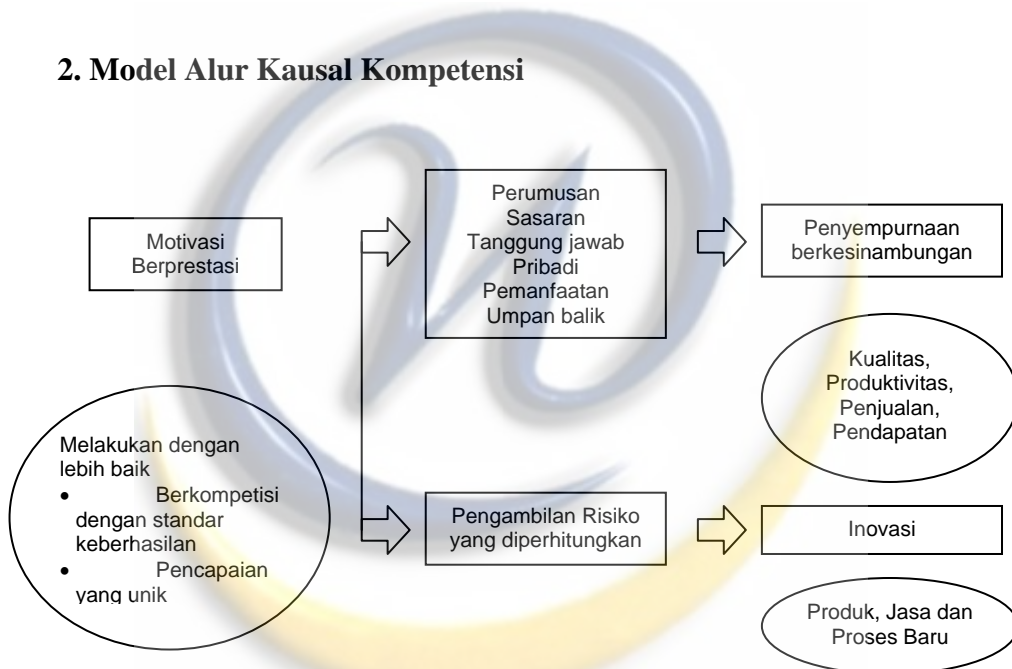 2. Model Alur Kausal Kompetensi
Motivasi
Berprestasi
Perumusan
Sasaran
Tanggung jawab
Pribadi
Pemanfaatan
Umpan balik
Penyempurnaan
berkesinambungan
Kualitas,
Produktivitas,
Penjualan,
Pendapatan
Melakukan dengan
lebih baik
• Berkompetisi
dengan standar
keberhasilan
• Pencapaian
yang unik
Pengambilan Risiko
yang diperhitungkan
Inovasi
Produk, Jasa dan
Proses Baru